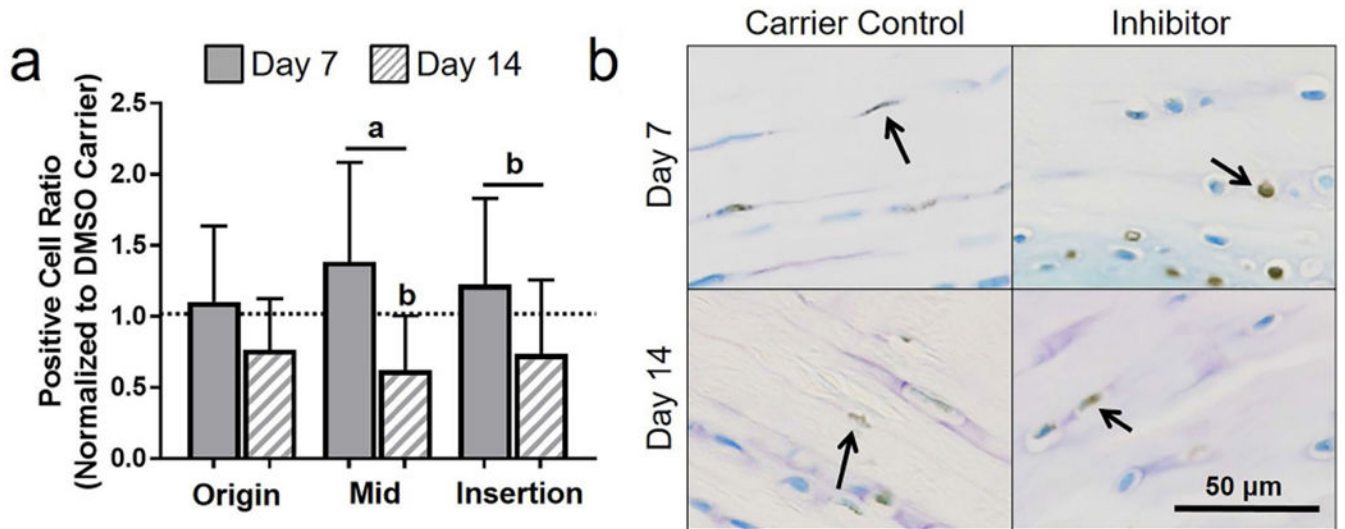 a
Day 7 Day 14
Positive Cell Ratio
(Normalized to DMSO Carrier)
2.5
2.0
1.5
1.0
0.5
0.0
a
b
b
Origin Mid Insertion
b
Carrier Control Inhibitor
Day 7
Day 14
50 µm